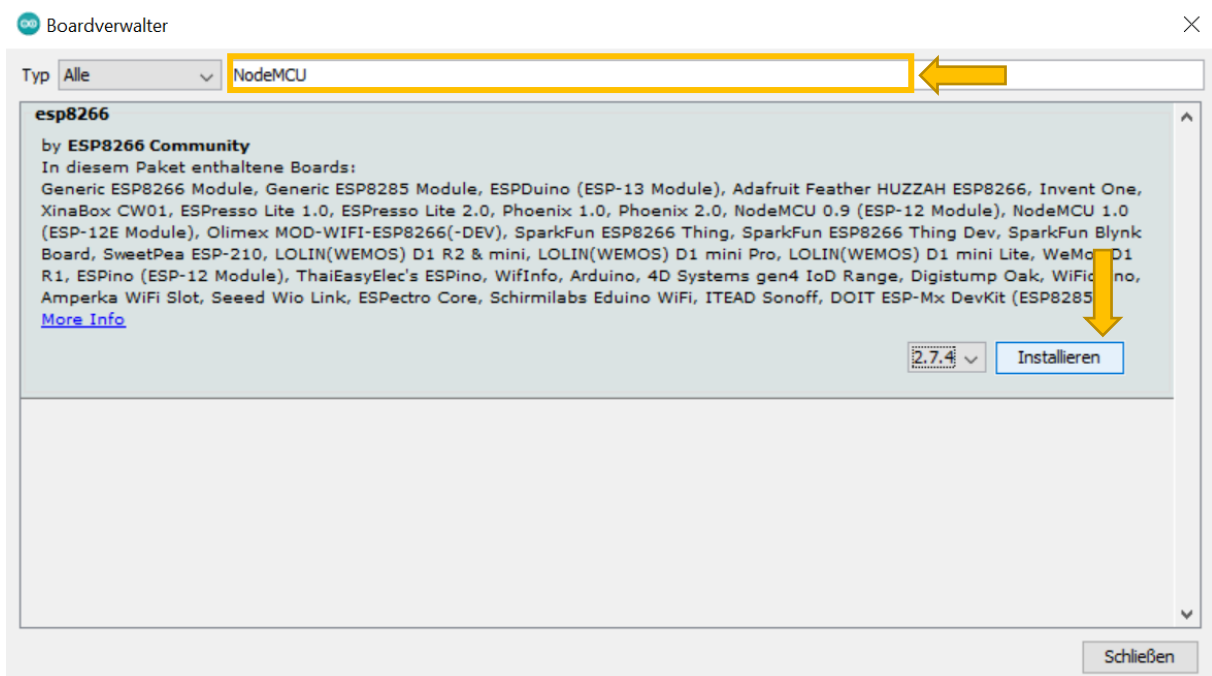 Boardverwalter
Typ Alle NodeMCU
esp8266
by ESP8266 Community
In diesem Paket enthaltene Boards:
Generic ESP8266 Module, Generic ESP8285 Module, ESPDuino (ESP-13 Module), Adafruit Feather HUZZAH ESP8266, Invent One,
XinaBox CW01, ESPresso Lite 1.0, ESPresso Lite 2.0, Phoenix 1.0, Phoenix 2.0, NodeMCU 0.9 (ESP-12 Module), NodeMCU 1.0
(ESP-12E Module), Olimex MOD-WIFI-ESP8266(-DEV), SparkFun ESP8266 Thing, SparkFun ESP8266 Thing Dev, SparkFun Blynk
Board, SweetPea ESP-210, LOLIN(WEMOS) D1 R2 & mini, LOLIN(WEMOS) D1 mini Pro, LOLIN(WEMOS) D1 mini Lite, D1
R1, ESPino (ESP-12 Module), ThaiEasyElec's ESPino, WifInfo, Arduino, 4D Systems gen4 IoD Range, Digistump Oak,
Amperka WiFi Slot, Seeed Wio Link, ESPectro Core, Schirmilabs Eduino WiFi, ITEAD Sonoff, DOIT ESP-Mx DevKit (ESP8285
More Info
2.7.4 Installieren
Schließen